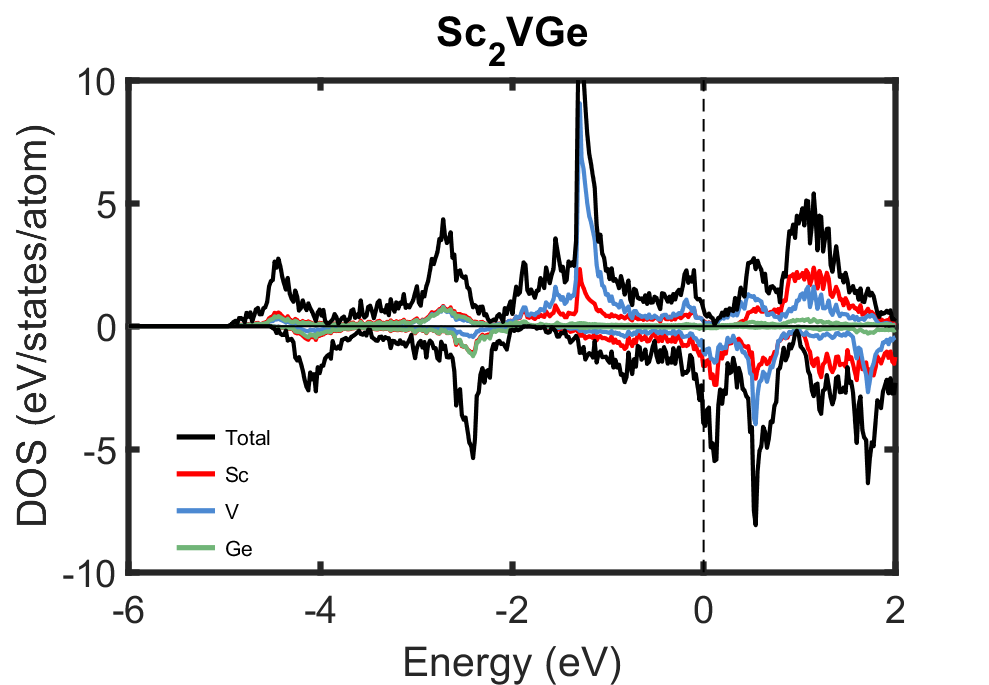 Sc₂VGe
DOS (eV/states/atom)
10
5
0
-5
-10
Total
Sc
V
Ge
-6 -4 -2 0 2
Energy (eV)